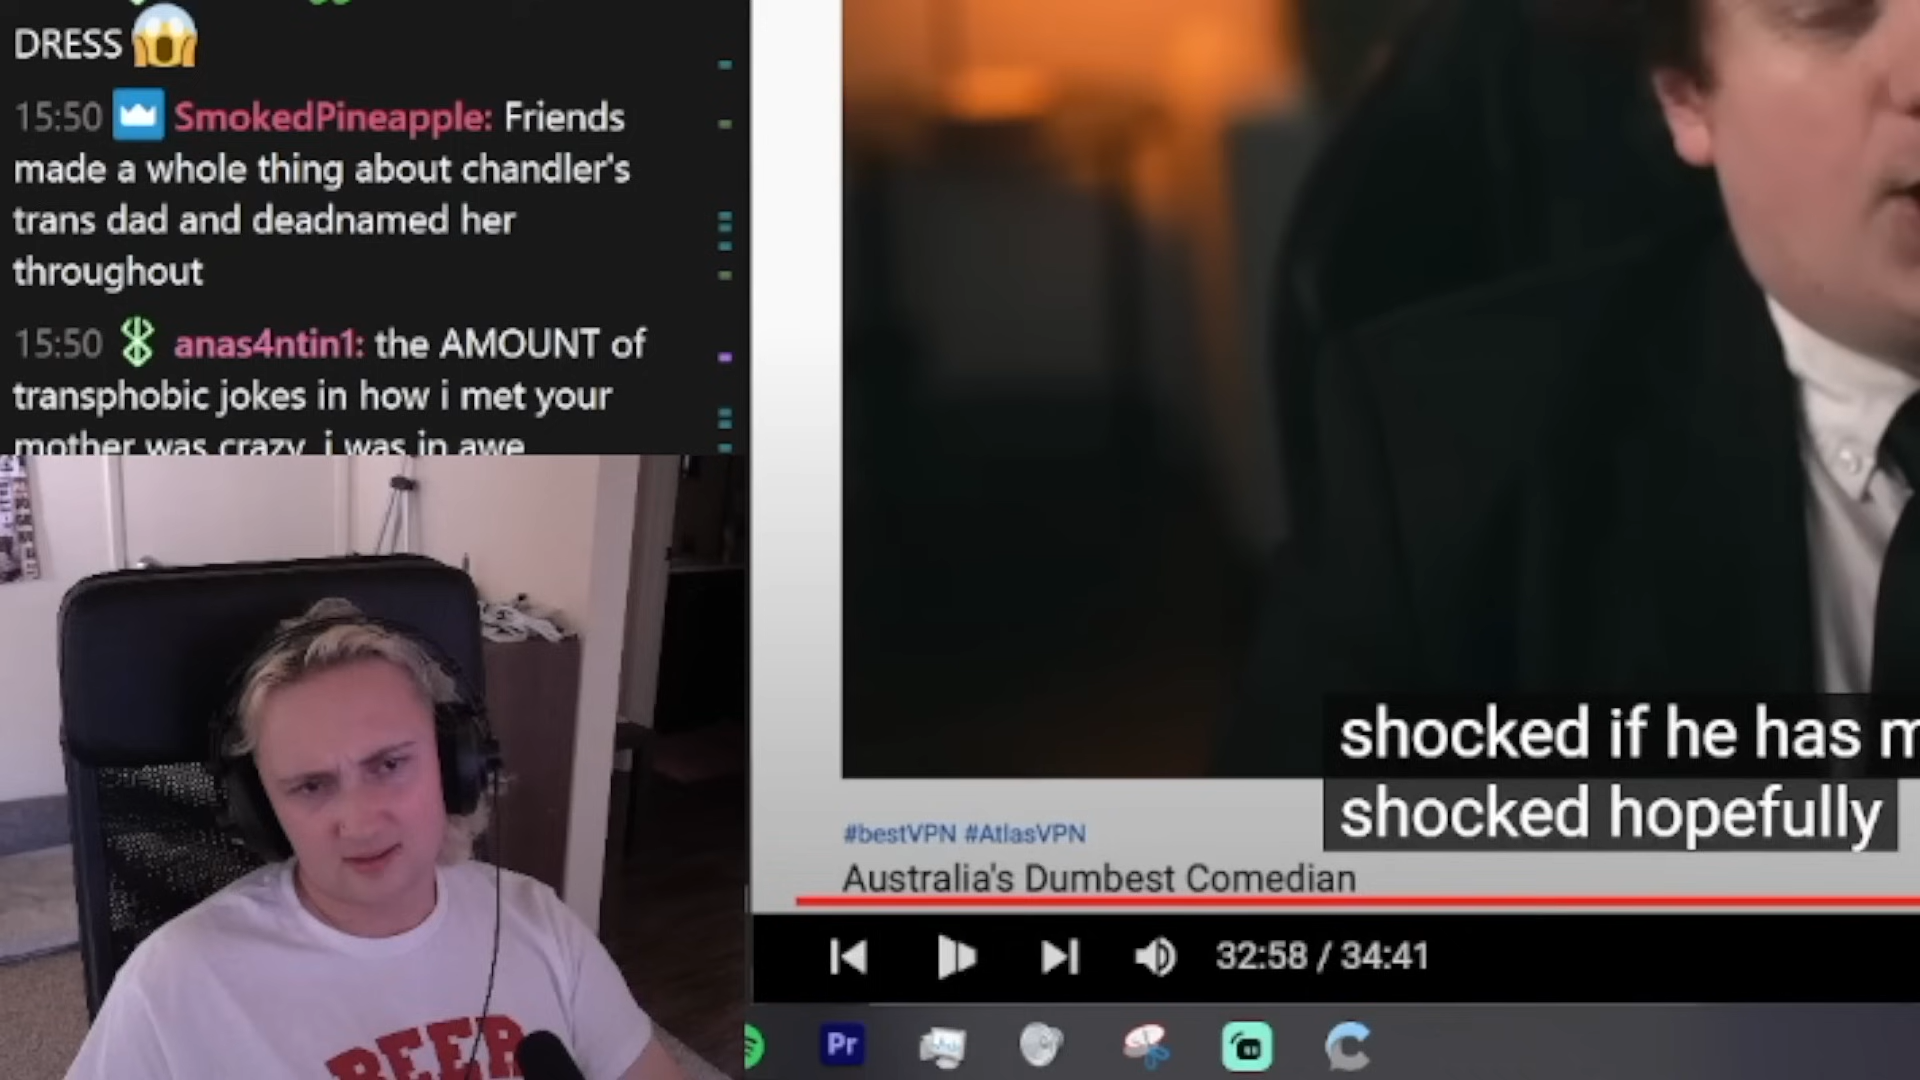 DRESS 😱
15:50 SmokedPineapple: Friends
made a whole thing about chandler's
trans dad and deadnamed her
throughout
15:50 anas4ntin1: the AMOUNT of
transphobic jokes in how i met your
mother was crazy, i was in awe
shocked if he has
shocked hopefully
#bestVPN #AtlasVPN
Australia's Dumbest Comedian
32:58 / 34:41
Pr
BEER